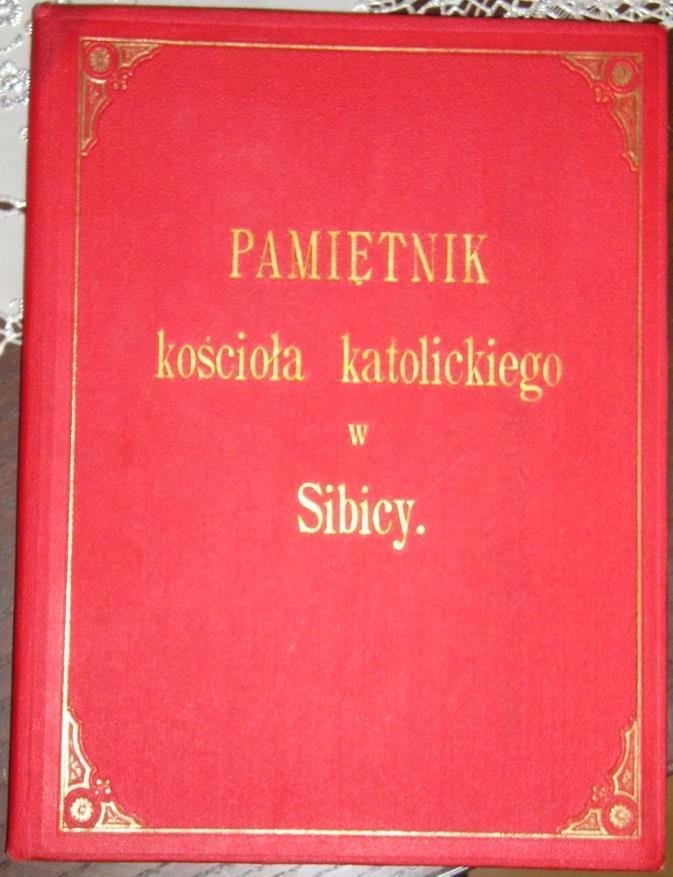 PAMIĘTNIK
kościoła katolickiego
w
Sibicy.